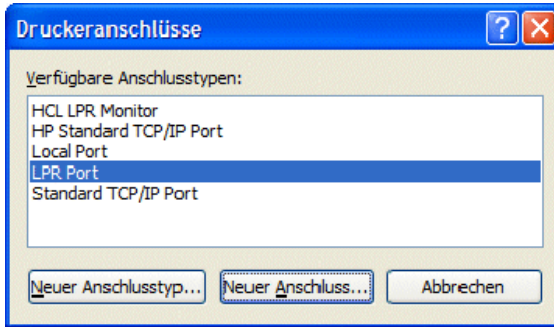 Druckeranschlüsse
Verfügbare Anschlusstypen:
HCL LPR Monitor
HP Standard TCP/IP Port
Local Port
LPR Port
Standard TCP/IP Port
Neuer Anschlusstyp... Neuer Anschluss... Abbrechen